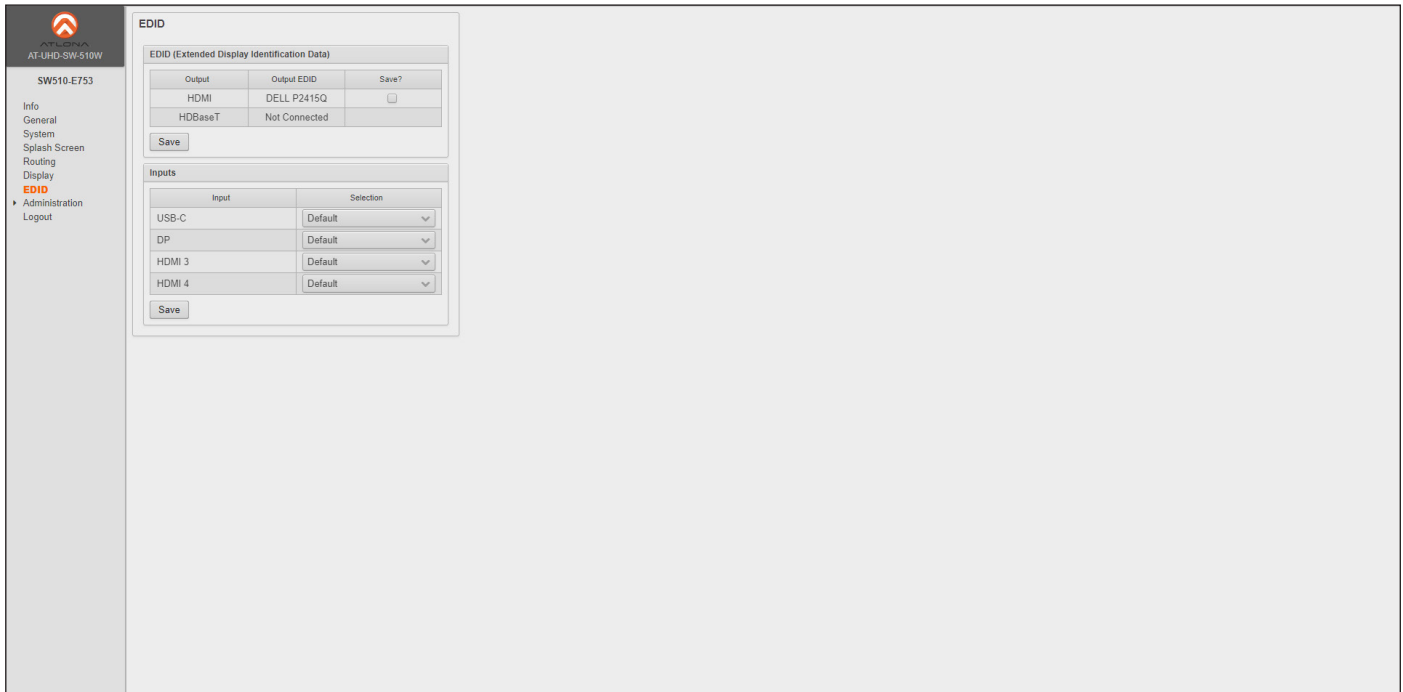 ATLONA
AT-UHD-SW-510W
SW510-E753
Info
General
System
Splash Screen
Routing
Display
EDID
Administration
Logout
EDID
EDID (Extended Display Identification Data)
Output Output EDID Save?
HDMI DELL P2415Q
HDBaseT Not Connected
Save
Inputs
Input Selection
USB-C Default
DP Default
HDMI 3 Default
HDMI 4 Default
Save